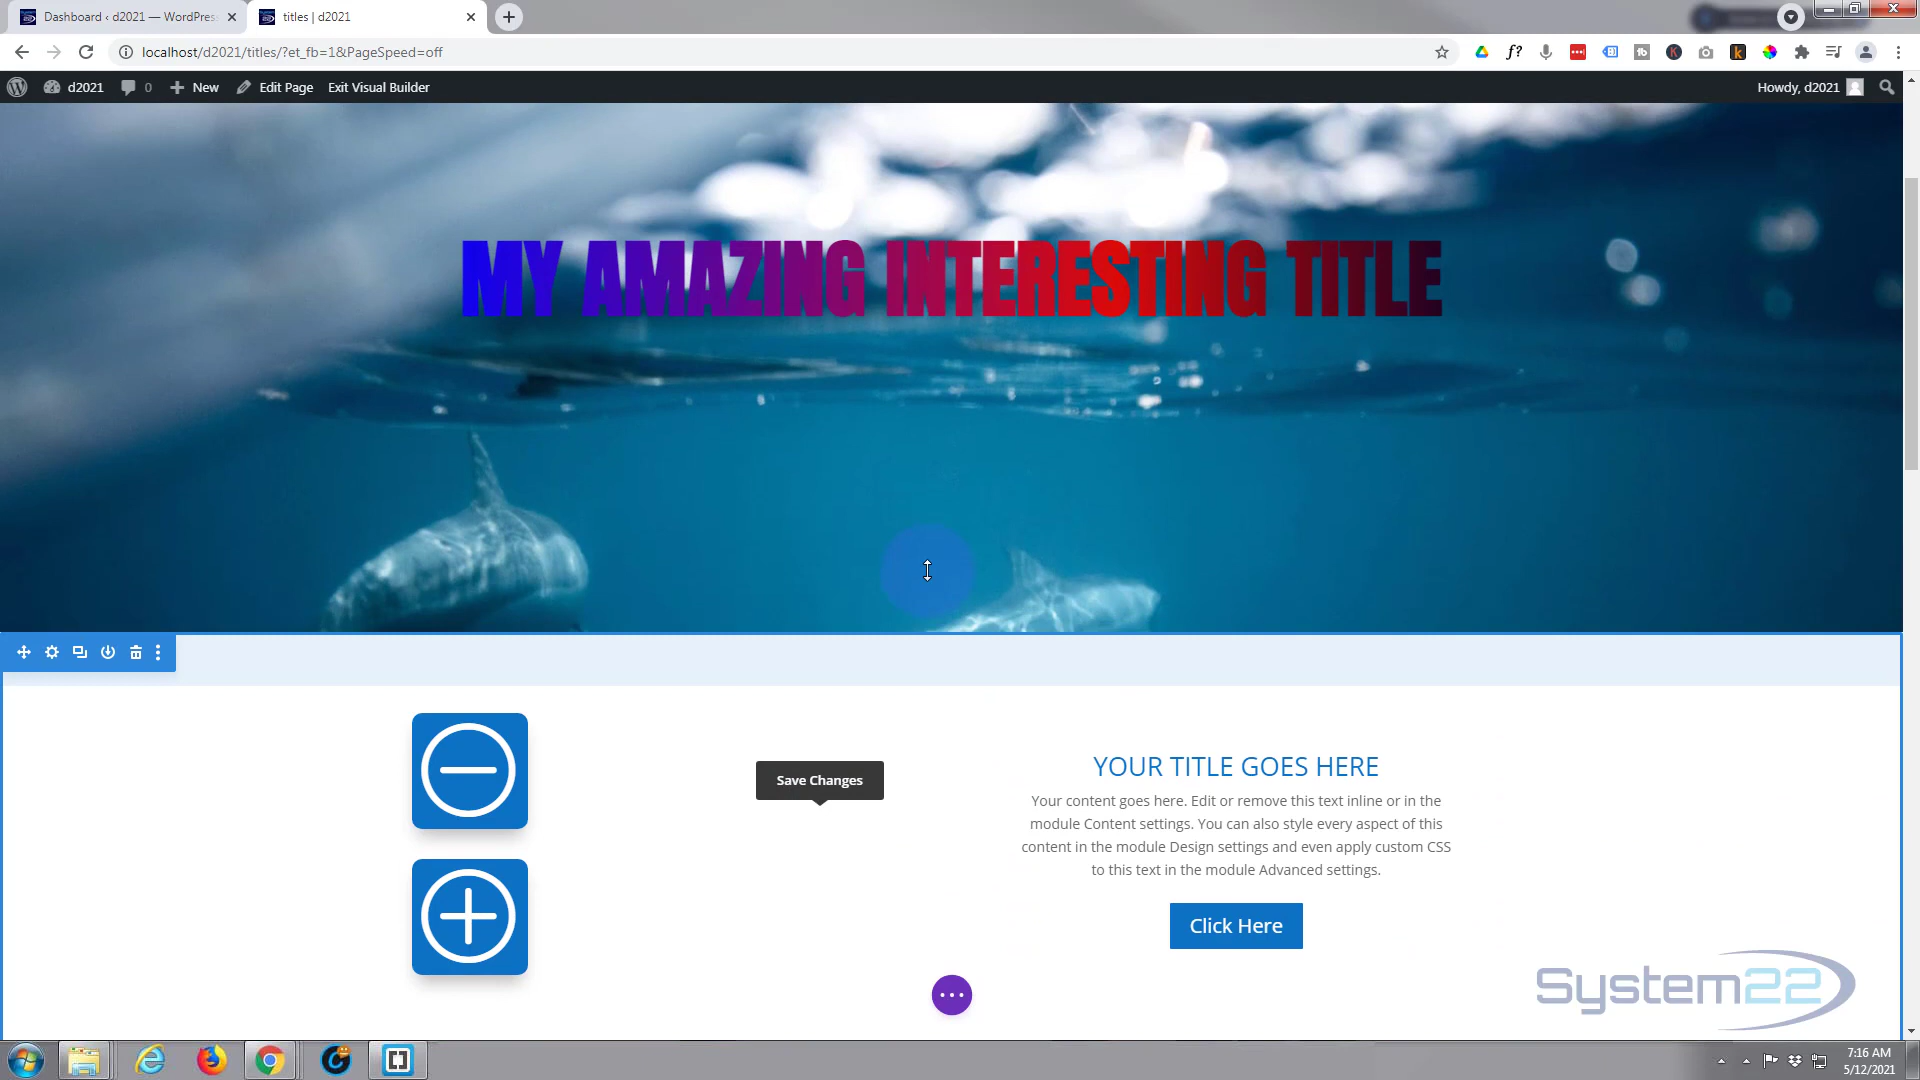 Dashboard ‹ d2021 — WordPress
titles | d2021
localhost/d2021/titles/?et_fb=1&PageSpeed=off
d2021
0
New
Edit Page
Exit Visual Builder
Howdy, d2021
MY AMAZING INTERESTING TITLE
Save Changes
YOUR TITLE GOES HERE
Your content goes here. Edit or remove this text inline or in the
module Content settings. You can also style every aspect of this
content in the module Design settings and even apply custom CSS
to this text in the module Advanced settings.
Click Here
System22
7:16 AM
5/12/2021